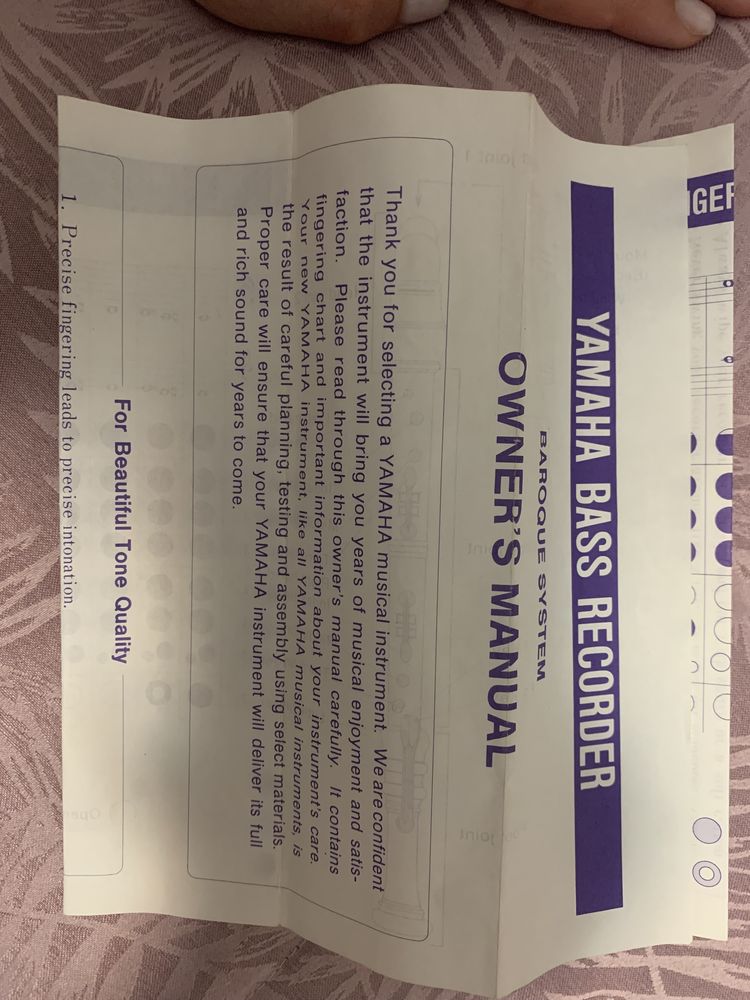 YAMAHA BASS RECORDER
BAROQUE SYSTEM
OWNER'S MANUAL
Thank you for selecting a YAMAHA musical instrument. We are confident
that the instrument will bring you years of musical enjoyment and satis-
faction. Please read through this owner's manual carefully. It contains
fingering chart and important information about your instrument's care.
Your new YAMAHA instrument, like all YAMAHA musical instruments, is
the result of careful planning, testing and assembly using select materials.
Proper care will ensure that your YAMAHA instrument will deliver its full
and rich sound for years to come.
For Beautiful Tone Quality
1. Precise fingering leads to precise intonation.